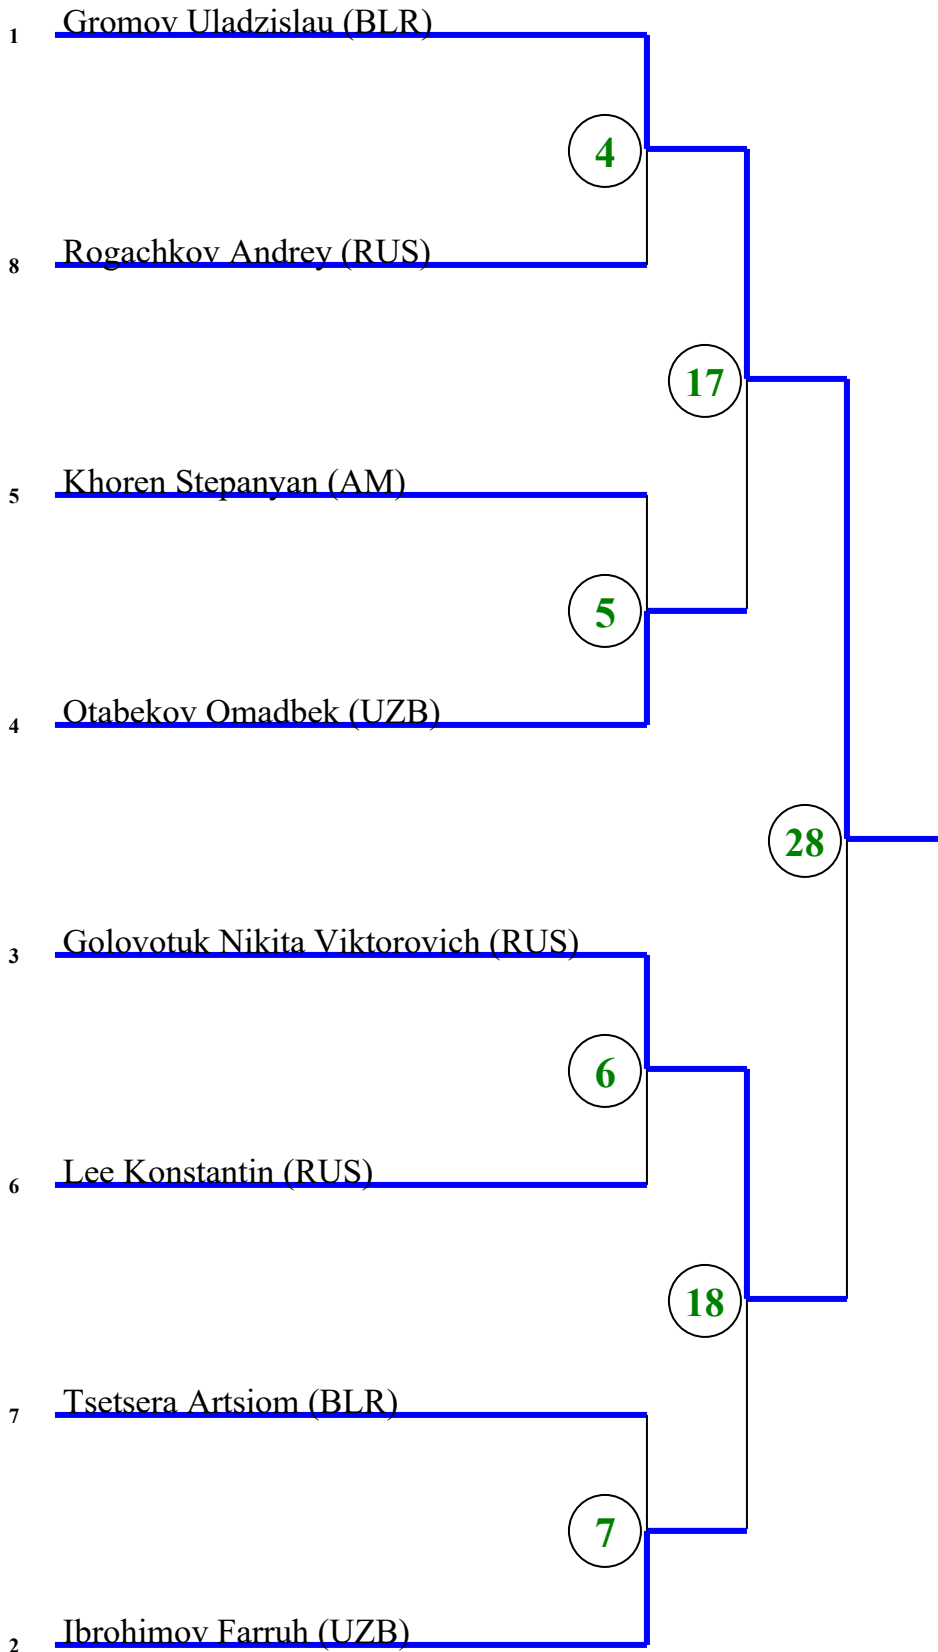 Gromov Uladzislau (BLR)
1
4
Rogachkov Andrey (RUS)
8
17
Khoren Stepanyan (AM)
5
5
Otabekov Omadbek (UZB)
4
28
Golovotuk Nikita Viktorovich (RUS)
3
6
Lee Konstantin (RUS)
6
18
Tsetsera Artsiom (BLR)
7
7
Ibrohimov Farruh (UZB)
2